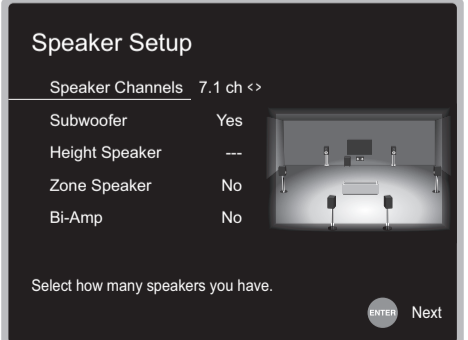 Speaker Setup
Speaker Channels 7.1 ch <>
Subwoofer Yes
Height Speaker ---
Zone Speaker No
Bi-Amp No
Select how many speakers you have.
ENTER Next